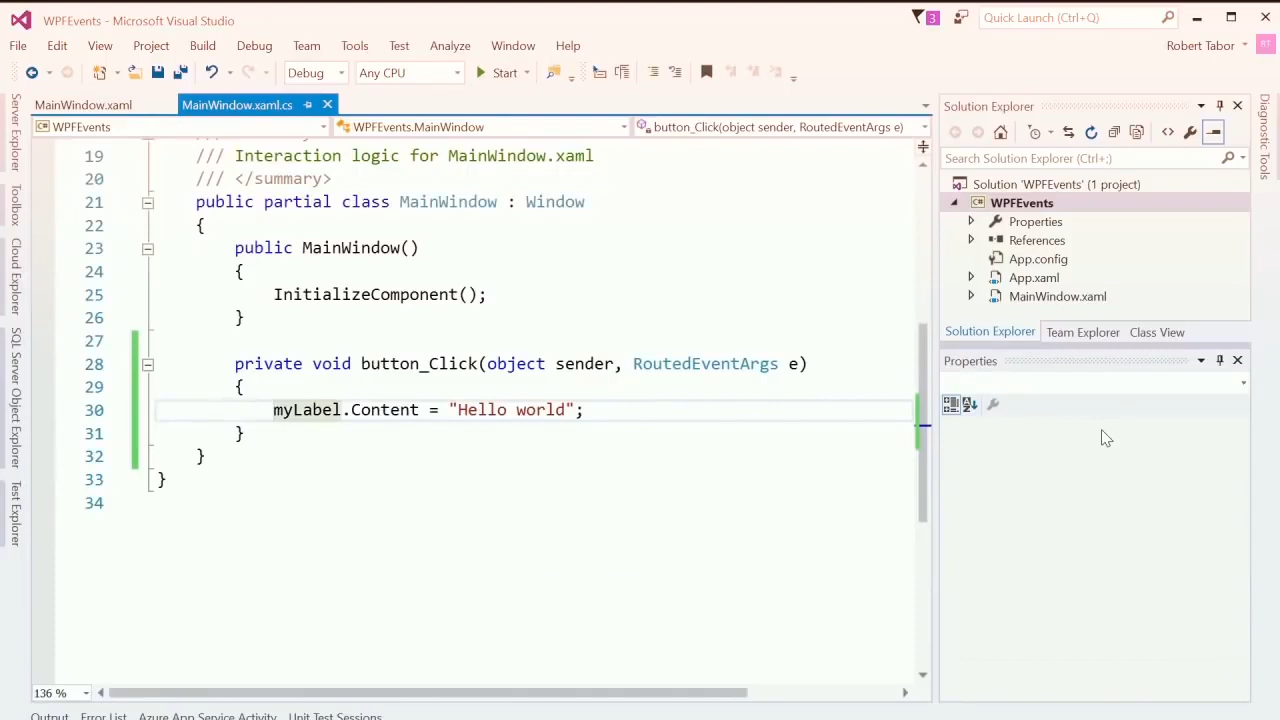 WPFEvents - Microsoft Visual Studio
3
Quick Launch (Ctrl+Q)
File Edit View Project Build Debug Team Tools Test Analyze Window Help
Robert Tabor RT
Debug Any CPU Start
MainWindow.xaml MainWindow.xaml.cs
WPFEvents WPFEvents.MainWindow button_Click(object sender, RoutedEventArgs e)
19 /// Interaction logic for MainWindow.xaml
20 /// </summary>
21 public partial class MainWindow : Window
22 {
23 public MainWindow()
24 {
25 InitializeComponent();
26 }
27
28 private void button_Click(object sender, RoutedEventArgs e)
29 {
30 myLabel.Content = "Hello world";
31 }
32 }
33 }
34
136 %
Server Explorer
Toolbox
Cloud Explorer
SQL Server Object Explorer
Test Explorer
Solution Explorer
Search Solution Explorer (Ctrl+;)
Solution 'WPFEvents' (1 project)
WPFEvents
Properties
References
App.config
App.xaml
MainWindow.xaml
Solution Explorer Team Explorer Class View
Properties
Diagnostic Tools
Output Error List Azure App Service Activity Unit Test Sessions